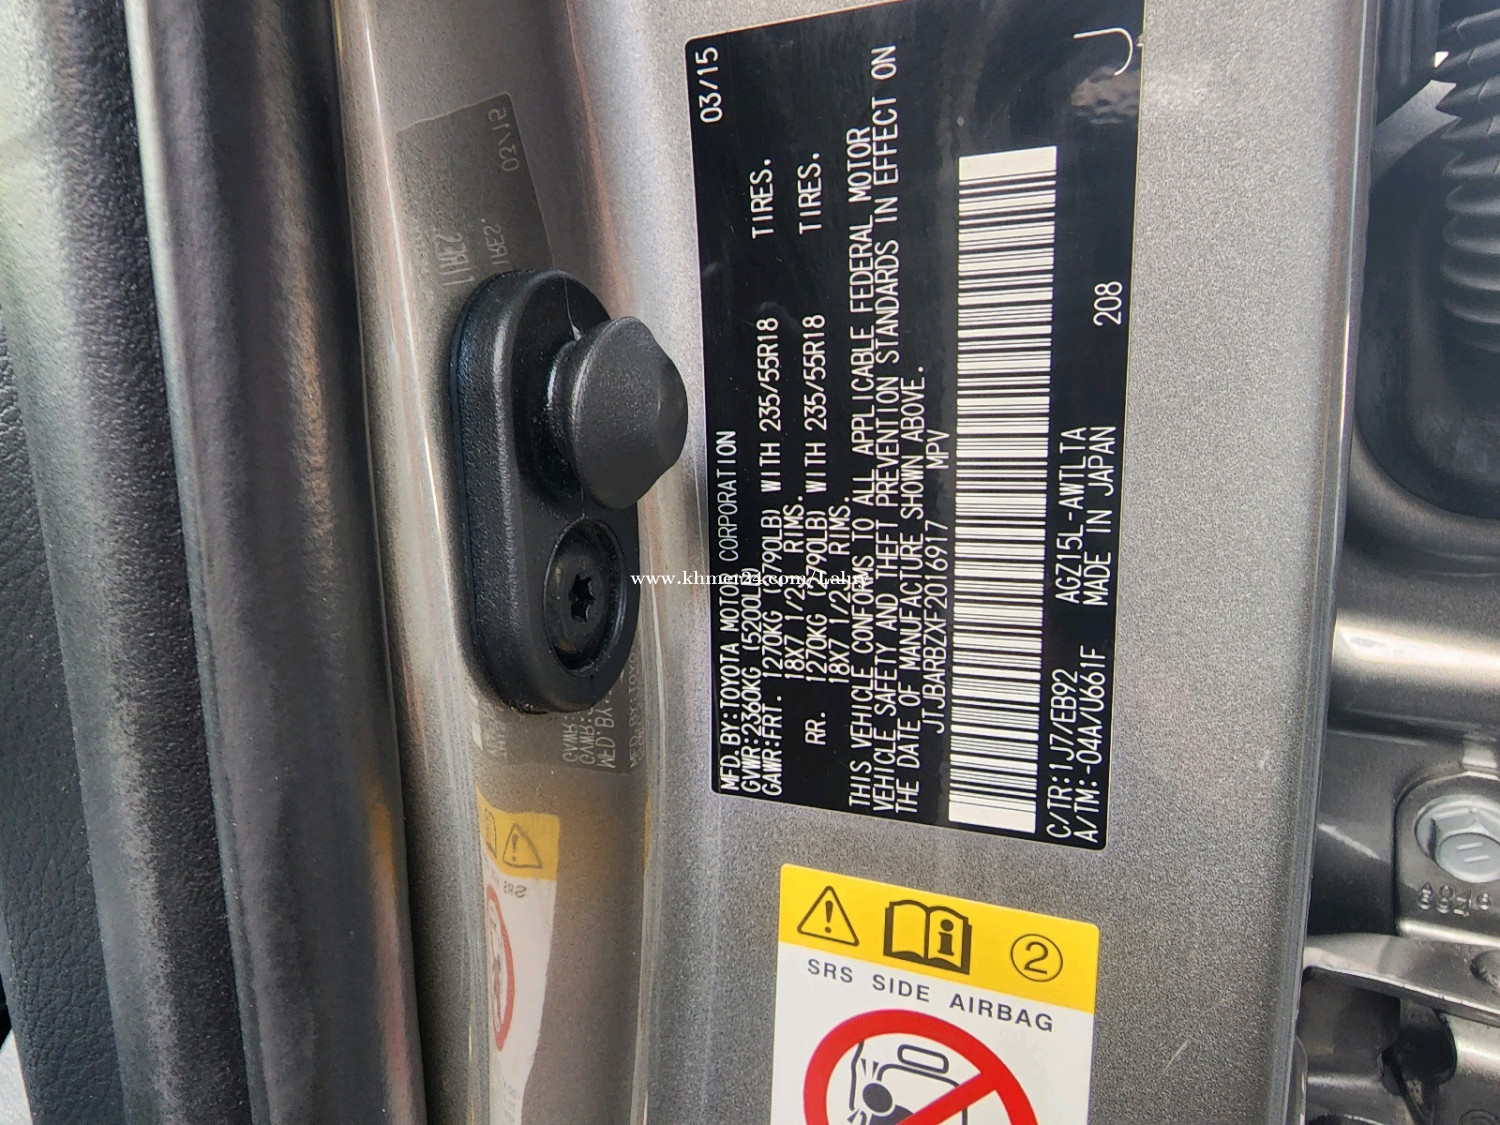 MFD. BY:TOYOTA MOTOR CORPORATION 03/15
GVWR:2360KG (5200LB)
GAWR:FRT. 1270KG (2790LB) WITH 235/55R18 TIRES.
18X7 1/2J RIMS.
RR. 1270KG (2790LB) WITH 235/55R18 TIRES.
18X7 1/2J RIMS.
THIS VEHICLE CONFORMS TO ALL APPLICABLE FEDERAL MOTOR
VEHICLE SAFETY AND THEFT PREVENTION STANDARDS IN EFFECT ON
THE DATE OF MANUFACTURE SHOWN ABOVE.
JTJBARBZXF2016917 MPV
C/TR:1J7/EB92 AGZ15L-AWTLTA
A/TM:-04A/U661F MADE IN JAPAN 208
2
SRS SIDE AIRBAG
www.khmer24.com/Lahy